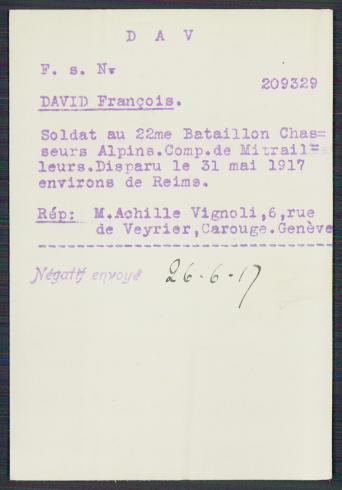 D A V
F. s. N.
209329
DAVID François.
Soldat au 22me Bataillon Chas=
seurs Alpins.Comp.de Mitrail=
leurs.Disparu le 31 mai 1917
environs de Reims.
Rép: M.Achille Vignoli,6,rue
de Veyrier,Carouge.Genève
Négatif envoyé 26-6-17